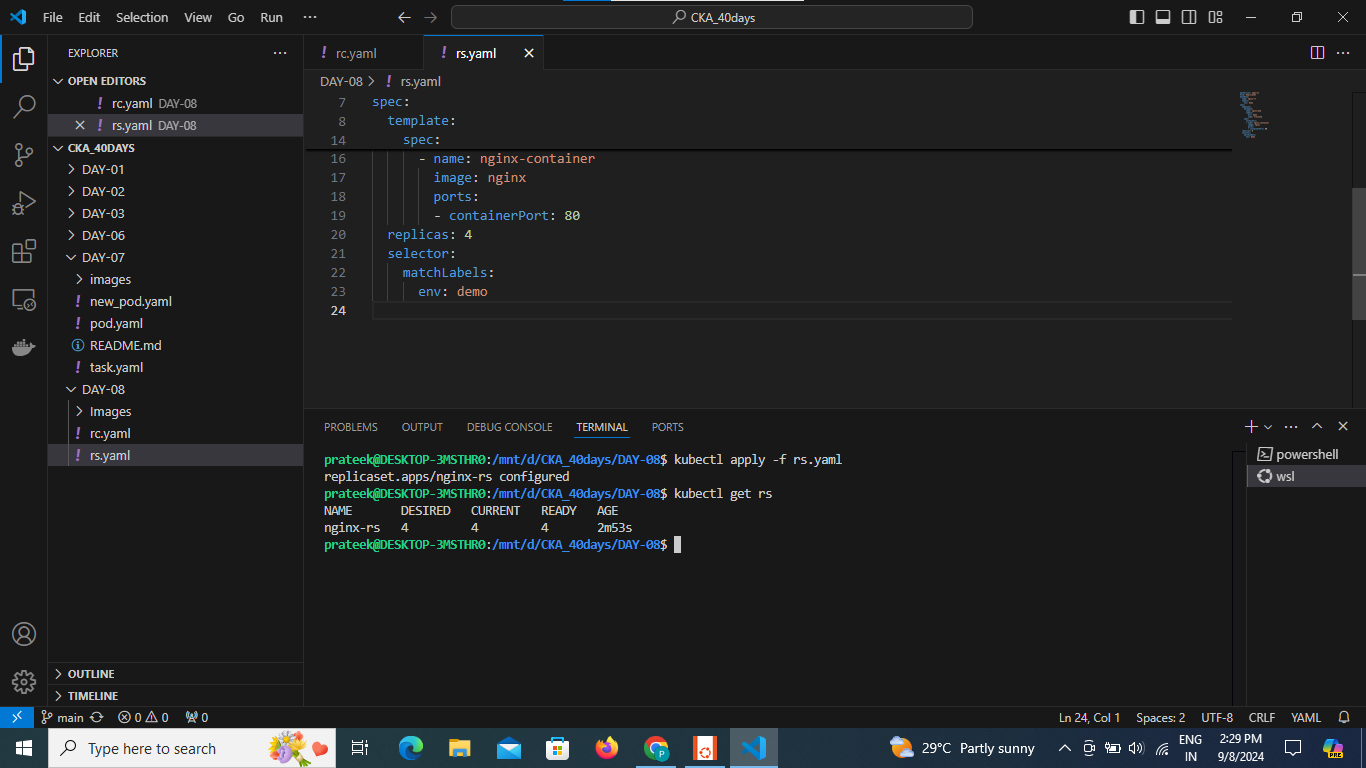 File Edit Selection View Go Run ··· CKA_40days
EXPLORER ···
OPEN EDITORS
! rc.yaml DAY-08
! rs.yaml DAY-08
CKA_40DAYS
DAY-01
DAY-02
DAY-03
DAY-06
DAY-07
images
! new_pod.yaml
! pod.yaml
README.md
! task.yaml
DAY-08
Images
! rc.yaml
! rs.yaml
OUTLINE
TIMELINE
! rc.yaml ! rs.yaml
DAY-08 > ! rs.yaml
7 spec:
8 template:
14 spec:
16 - name: nginx-container
17 image: nginx
18 ports:
19 - containerPort: 80
20 replicas: 4
21 selector:
22 matchLabels:
23 env: demo
24
PROBLEMS OUTPUT DEBUG CONSOLE TERMINAL PORTS
prateek@DESKTOP-3MSTHR0:/mnt/d/CKA_40days/DAY-08$ kubectl apply -f rs.yaml
replicaset.apps/nginx-rs configured
prateek@DESKTOP-3MSTHR0:/mnt/d/CKA_40days/DAY-08$ kubectl get rs
NAME DESIRED CURRENT READY AGE
nginx-rs 4 4 4 2m53s
prateek@DESKTOP-3MSTHR0:/mnt/d/CKA_40days/DAY-08$
powershell
wsl
main 0 0 0 Ln 24, Col 1 Spaces: 2 UTF-8 CRLF YAML
Type here to search
29°C Partly sunny
ENG
IN
2:29 PM
9/8/2024
PRE